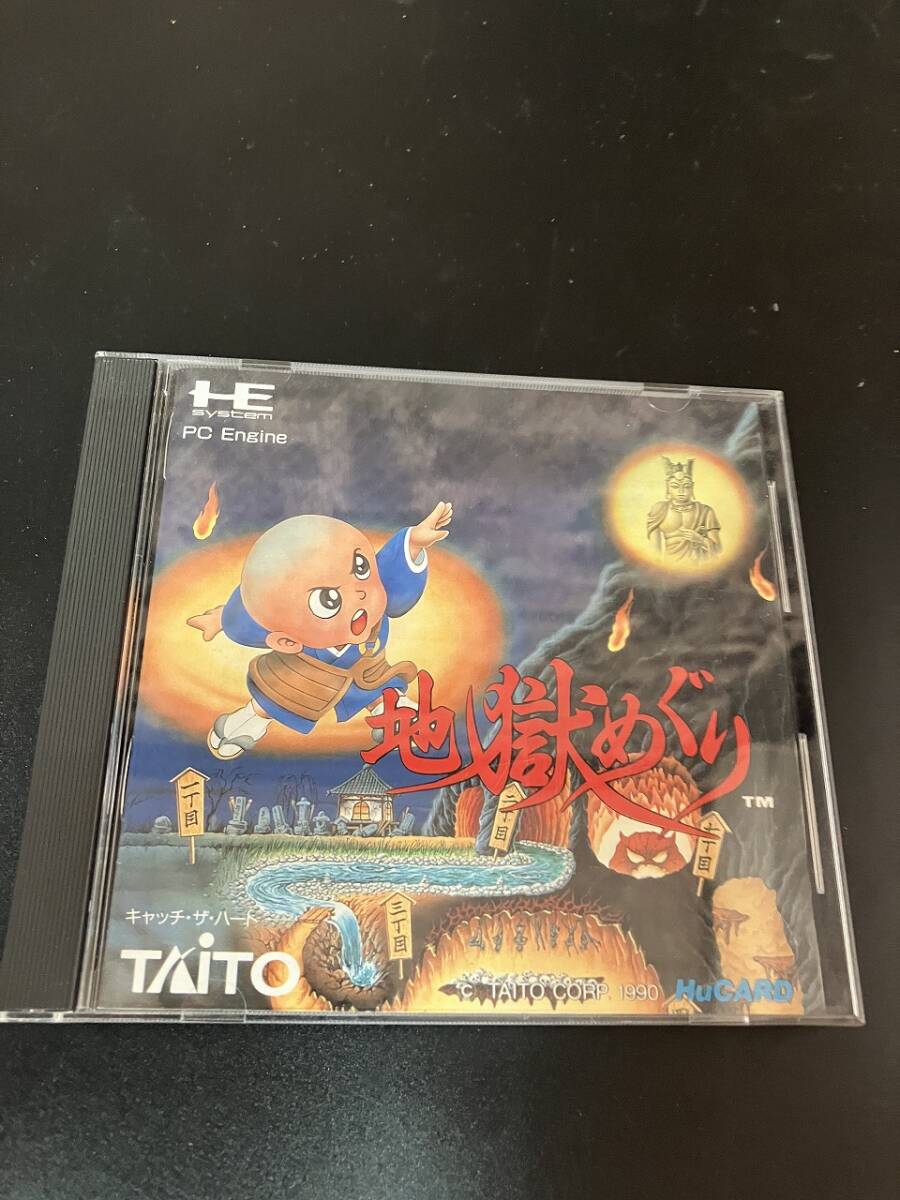 HE
system
PC Engine
地獄めぐり
TM
一丁目
二丁目
三丁目
キャッチ・ザ・ハート
TAITO
© TAITO CORP. 1990
HuCARD